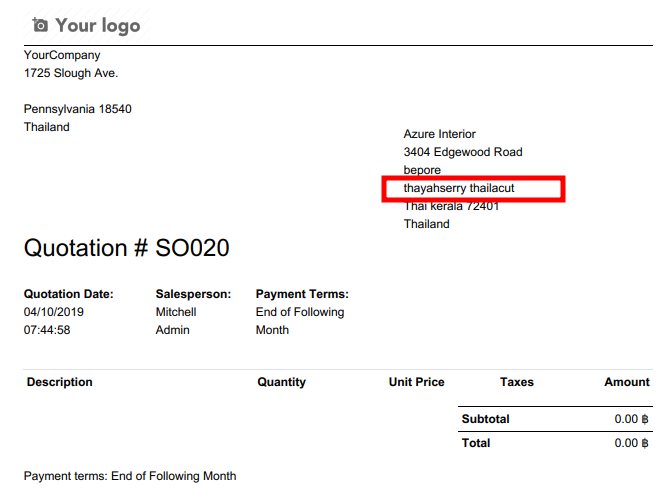 Your logo
YourCompany
1725 Slough Ave.
Pennsylvania 18540
Thailand
Azure Interior
3404 Edgewood Road
bepore
thayahserry thailacut
Thai kerala 72401
Thailand
Quotation # SO020
Quotation Date: Salesperson: Payment Terms:
04/10/2019 Mitchell End of Following
07:44:58 Admin Month
Description Quantity Unit Price Taxes Amount
Subtotal 0.00 ฿
Total 0.00 ฿
Payment terms: End of Following Month